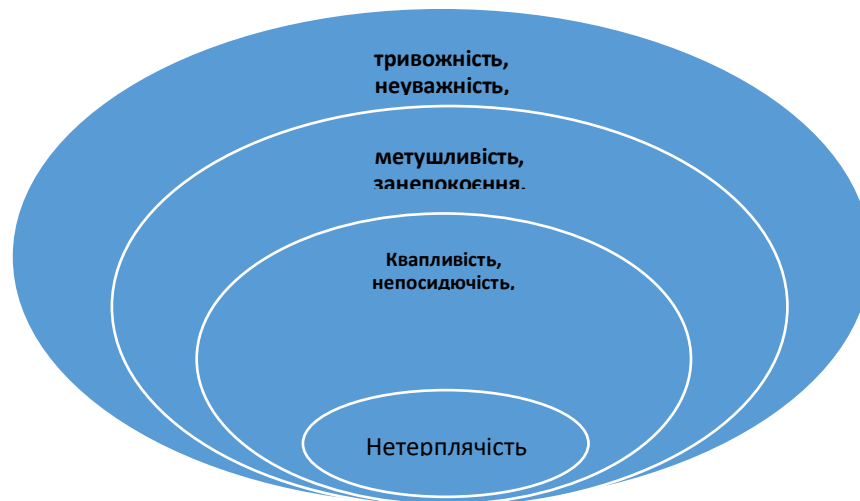 тривожність,
неуважність,
метушливість,
занепокоєння,
Квапливість,
непосидючість,
Нетерплячість